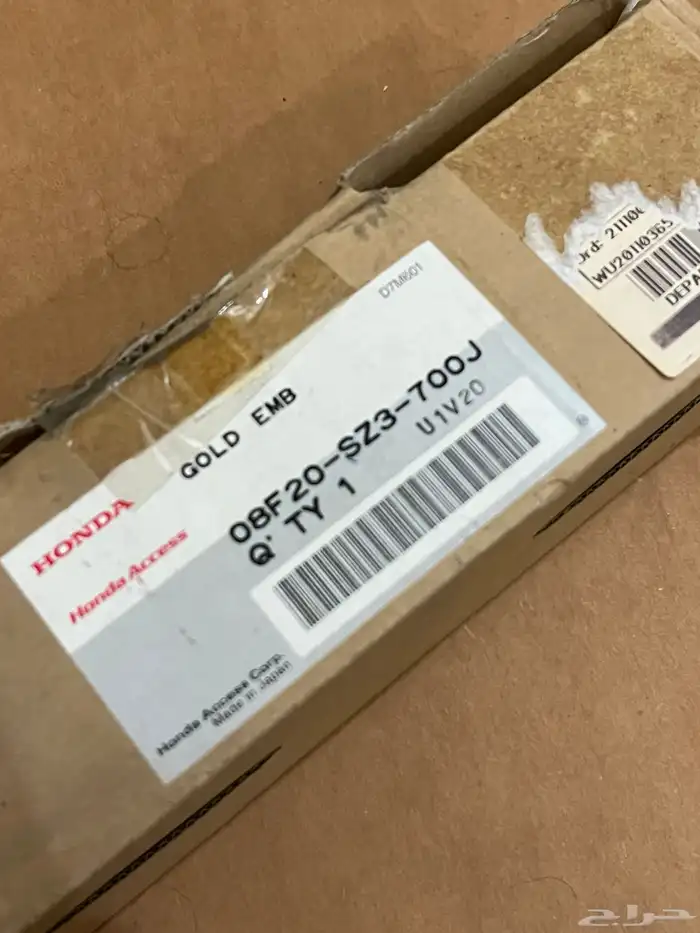 D7M601
GOLD EMB
08F20-SZ3-700J
Q'TY 1
U1V20
HONDA
Honda Access
Honda Access Corp.
Made in Japan
WU20110365
حراج